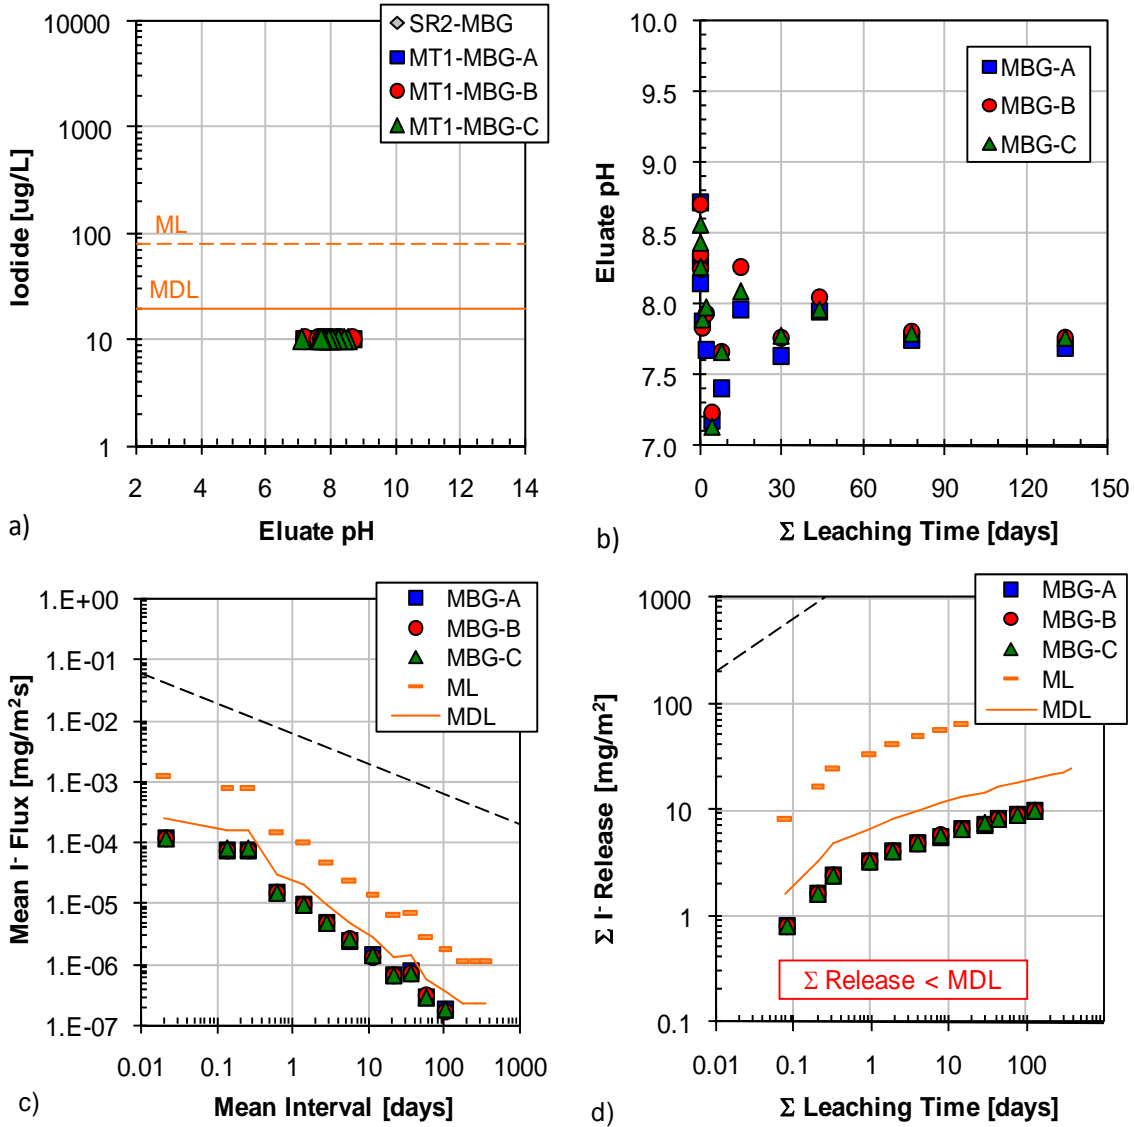 10000
1000
100
10
1
Iodide [ug/L]
SR2-MBG
MT1-MBG-A
MT1-MBG-B
MT1-MBG-C
ML
MDL
2 4 6 8 10 12 14
Eluate pH
a)
10.0
9.5
9.0
8.5
8.0
7.5
7.0
Eluate pH
MBG-A
MBG-B
MBG-C
0 30 60 90 120 150
Σ Leaching Time [days]
b)
1.E+00
1.E-01
1.E-02
1.E-03
1.E-04
1.E-05
1.E-06
1.E-07
Mean I- Flux [mg/m²s]
MBG-A
MBG-B
MBG-C
ML
MDL
0.01 0.1 1 10 100 1000
Mean Interval [days]
c)
1000
100
10
1
0.1
Σ I- Release [mg/m²]
MBG-A
MBG-B
MBG-C
ML
MDL
Σ Release < MDL
0.01 0.1 1 10 100
Σ Leaching Time [days]
d)